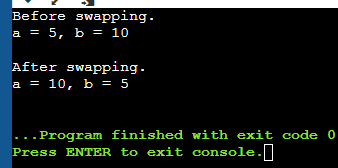 Before swapping.
a = 5, b = 10
After swapping.
a = 10, b = 5
...Program finished with exit code 0
Press ENTER to exit console.